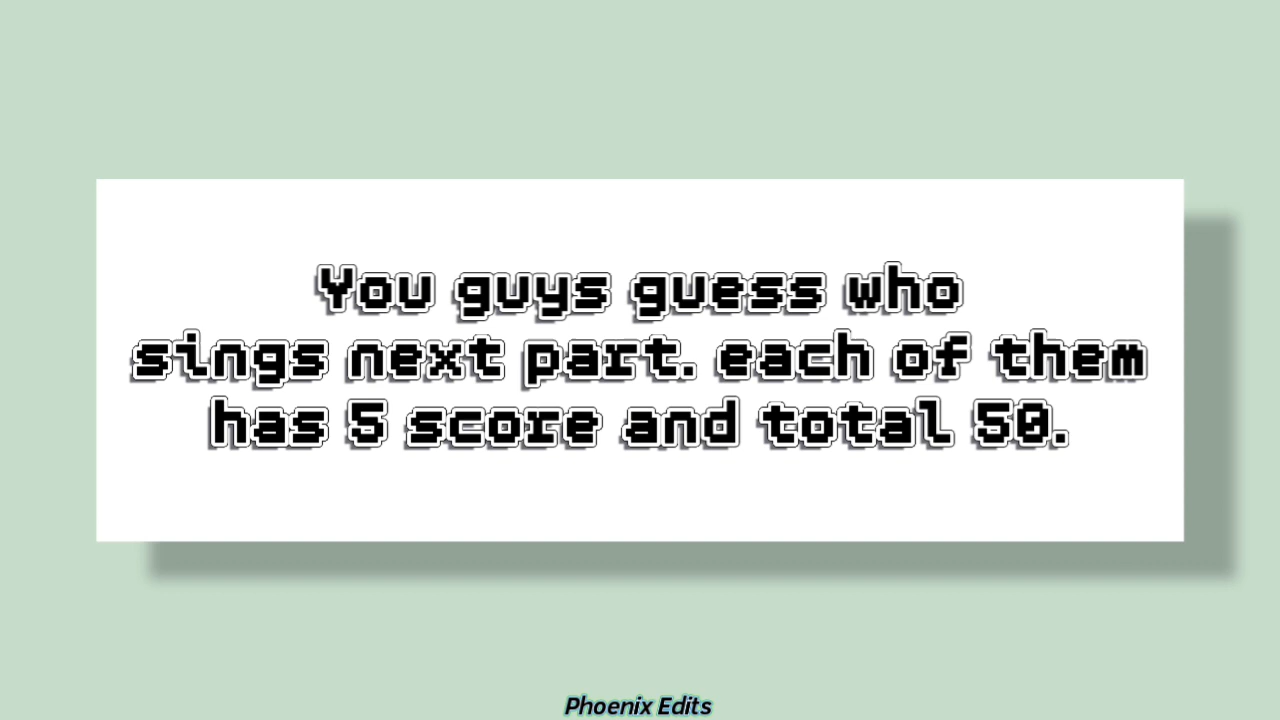 You guys guess who
sings next part. each of them
has 5 score and total 50.
Phoenix Edits